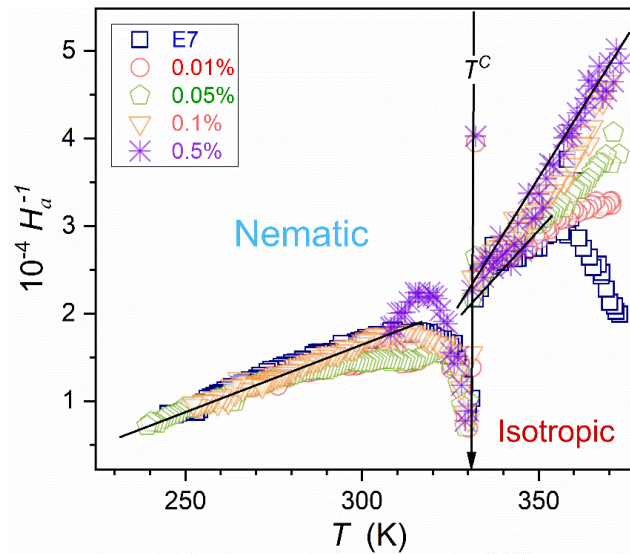 E7
0.01%
0.05%
0.1%
0.5%
T^C
Nematic
Isotropic
10^-4 H_a^-1
5
4
3
2
1
250
300
350
T (K)